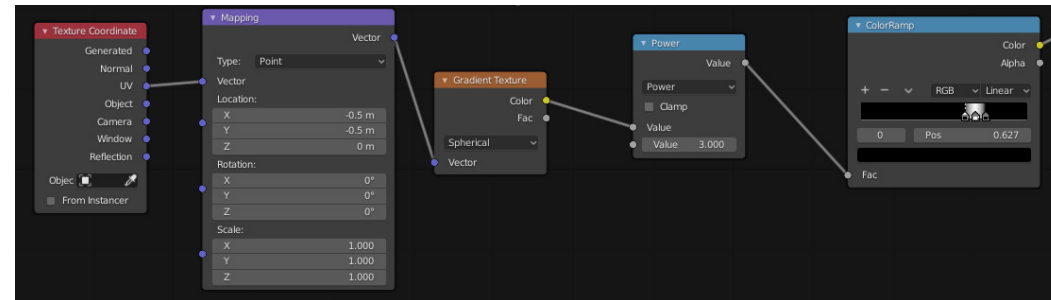 Texture Coordinate
Generated
Normal
UV
Object
Camera
Window
Reflection
Objec
From Instancer
Mapping
Vector
Type: Point
Vector
Location:
X -0.5 m
Y -0.5 m
Z 0 m
Rotation:
X 0°
Y 0°
Z 0°
Scale:
X 1.000
Y 1.000
Z 1.000
Gradient Texture
Color
Fac
Spherical
Vector
Power
Value
Power
Clamp
Value
Value 3.000
ColorRamp
Color
Alpha
+ − RGB Linear
0 Pos 0.627
Fac